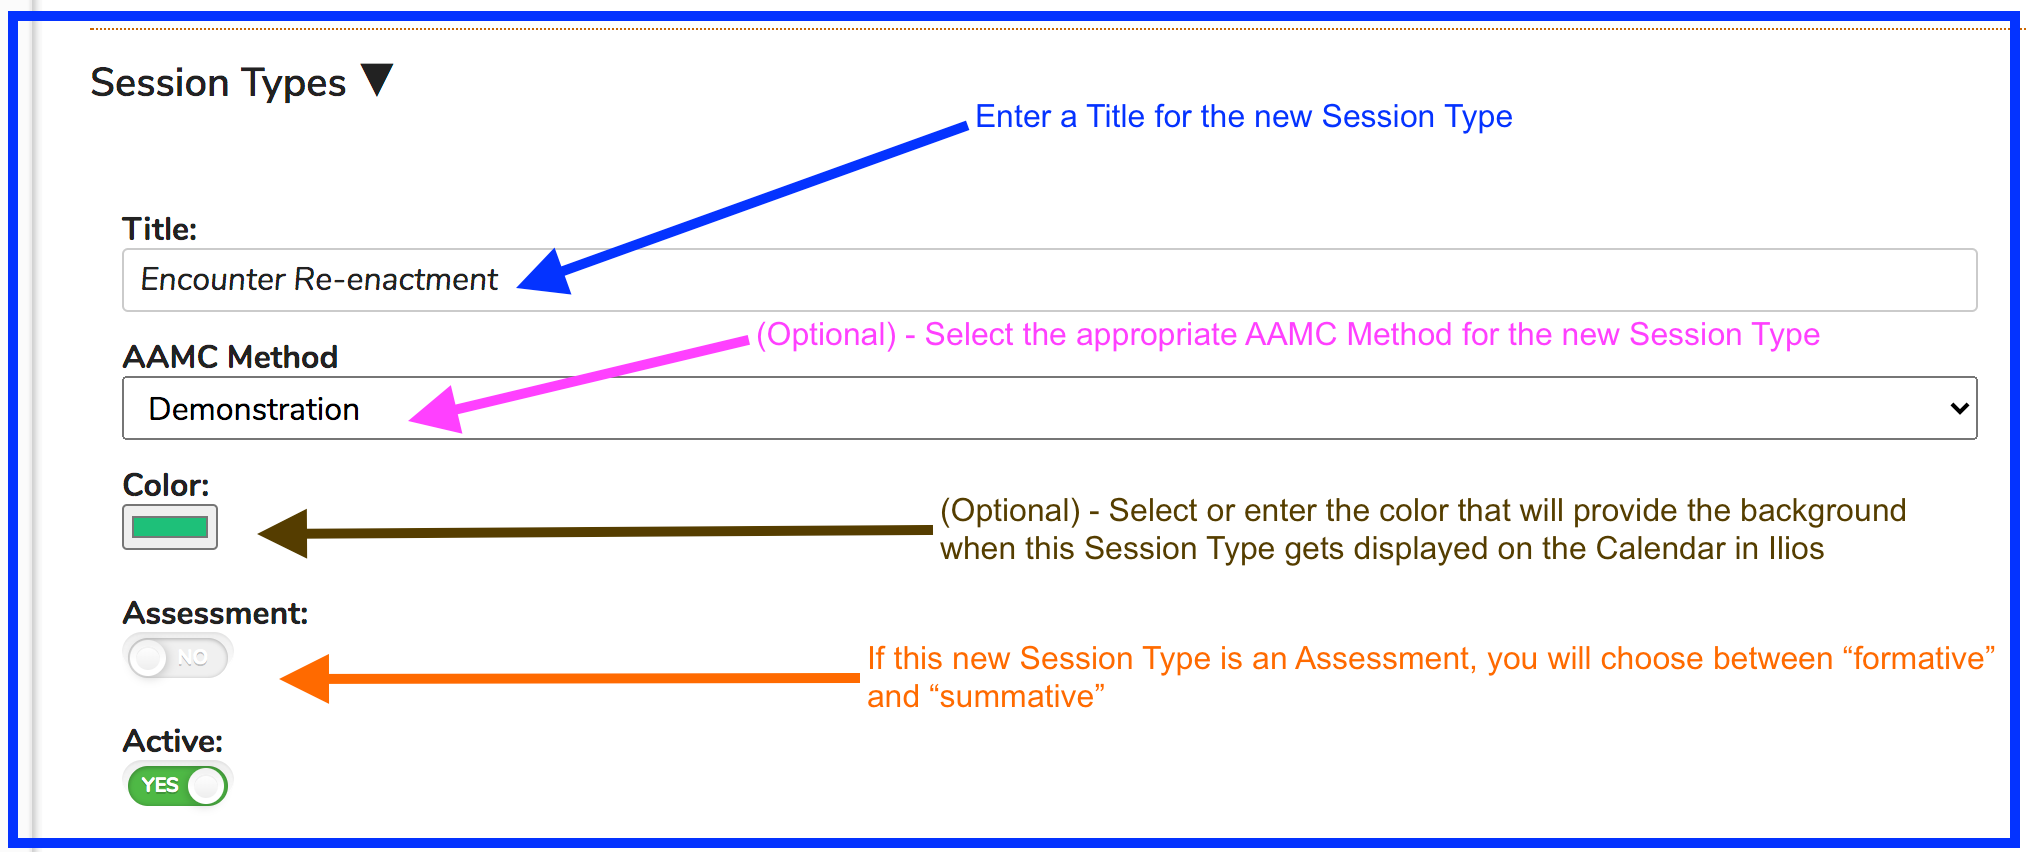 Session Types ▼
Enter a Title for the new Session Type
Title:
Encounter Re-enactment
(Optional) - Select the appropriate AAMC Method for the new Session Type
AAMC Method
Demonstration
Color:
(Optional) - Select or enter the color that will provide the background
when this Session Type gets displayed on the Calendar in Ilios
Assessment:
NO
If this new Session Type is an Assessment, you will choose between “formative”
and “summative”
Active:
YES